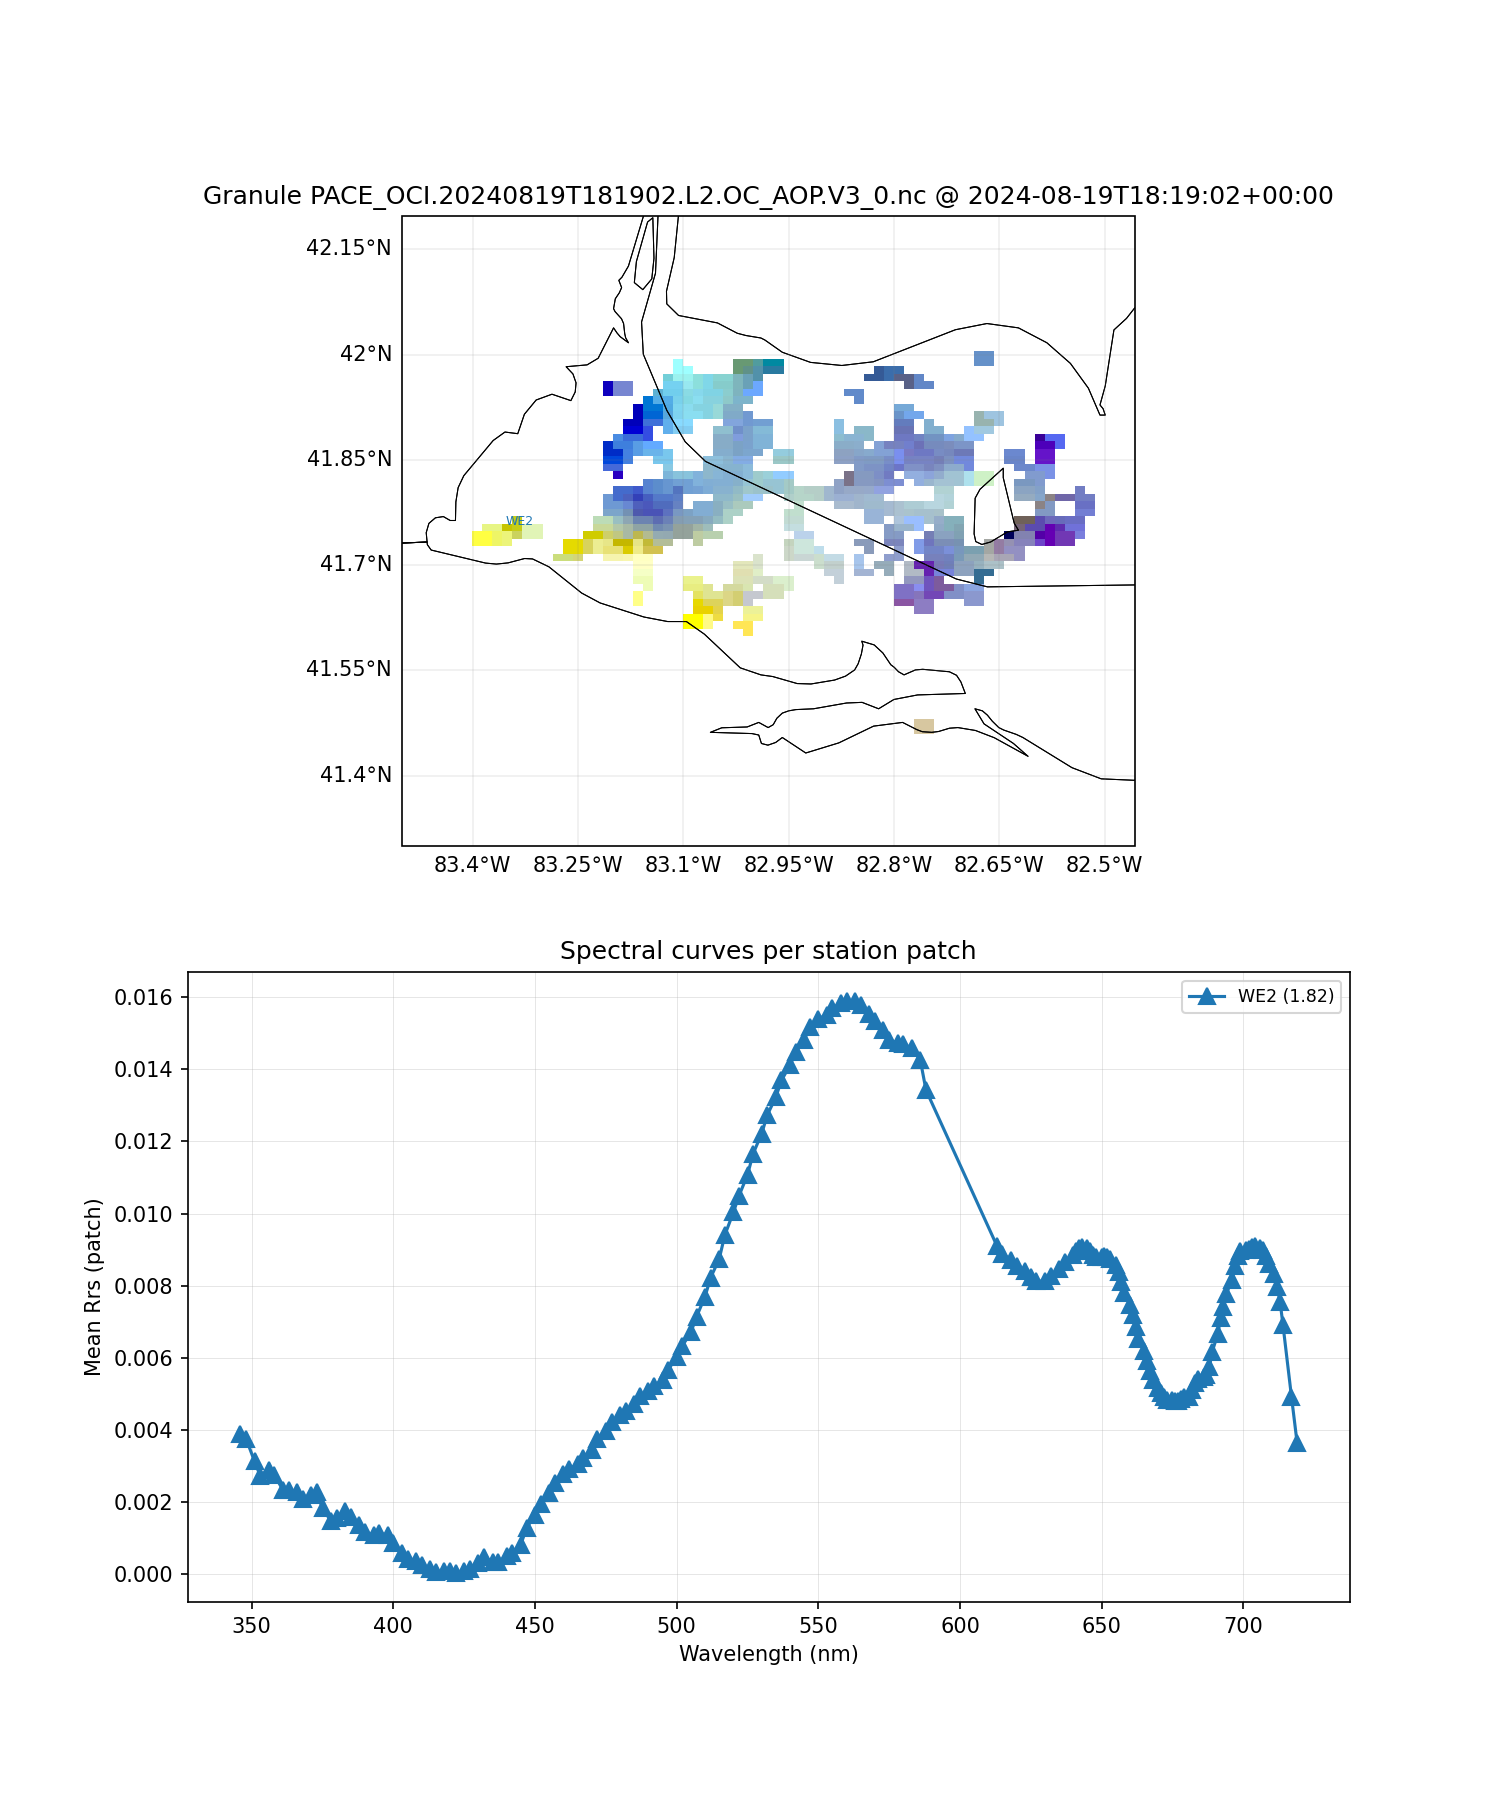 Granule PACE_OCI.20240819T181902.L2.OC_AOP.V3_0.nc @ 2024-08-19T18:19:02+00:00
42.15°N
42°N
41.85°N
41.7°N
41.55°N
41.4°N
WE2
83.4°W 83.25°W 83.1°W 82.95°W 82.8°W 82.65°W 82.5°W
Spectral curves per station patch
WE2 (1.82)
Mean Rrs (patch)
0.016
0.014
0.012
0.010
0.008
0.006
0.004
0.002
0.000
350 400 450 500 550 600 650 700
Wavelength (nm)